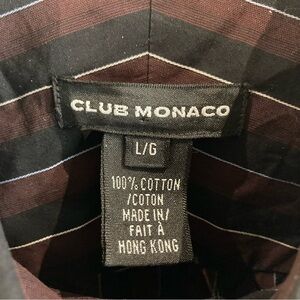 CLUB MONACO
L/G
100% COTTON
/COTON
MADE IN/
FAIT À
HONG KONG